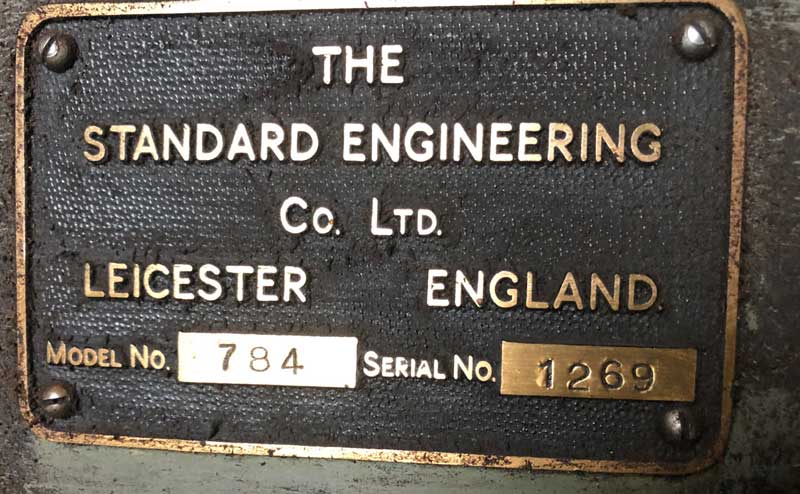 THE
STANDARD ENGINEERING
CO. LTD.
LEICESTER ENGLAND.
MODEL NO. 784 SERIAL NO. 1269